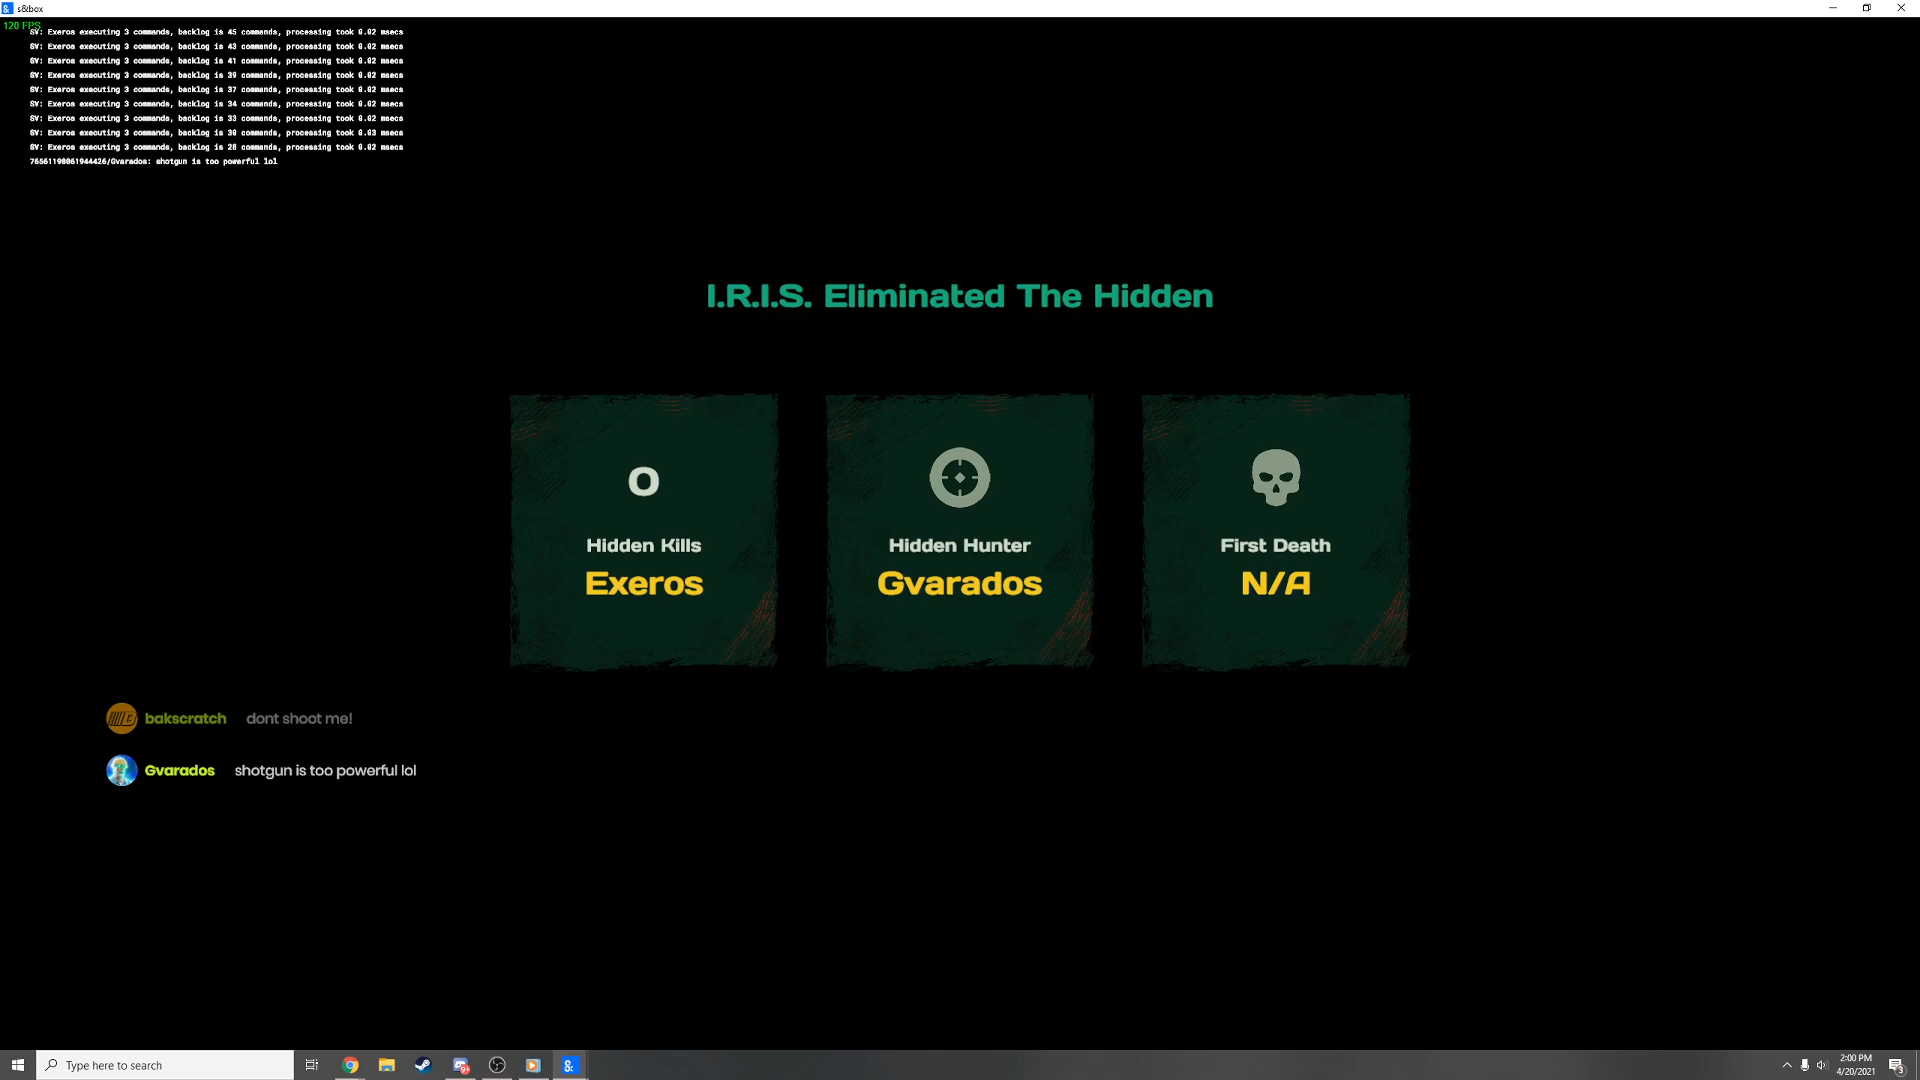 s&box
120 FPS
SV: Exeros executing 3 commands, backlog is 45 commands, processing took 0.02 msecs
SV: Exeros executing 3 commands, backlog is 43 commands, processing took 0.02 msecs
SV: Exeros executing 3 commands, backlog is 41 commands, processing took 0.02 msecs
SV: Exeros executing 3 commands, backlog is 39 commands, processing took 0.02 msecs
SV: Exeros executing 3 commands, backlog is 37 commands, processing took 0.02 msecs
SV: Exeros executing 3 commands, backlog is 34 commands, processing took 0.02 msecs
SV: Exeros executing 3 commands, backlog is 33 commands, processing took 0.02 msecs
SV: Exeros executing 3 commands, backlog is 30 commands, processing took 0.03 msecs
SV: Exeros executing 3 commands, backlog is 28 commands, processing took 0.02 msecs
76561198061944426/Gvarados: shotgun is too powerful lol
I.R.I.S. Eliminated The Hidden
0
Hidden Kills
Exeros
Hidden Hunter
Gvarados
First Death
N/A
bakscratch dont shoot me!
Gvarados shotgun is too powerful lol
Type here to search
9+
&
2:00 PM
4/20/2021
3